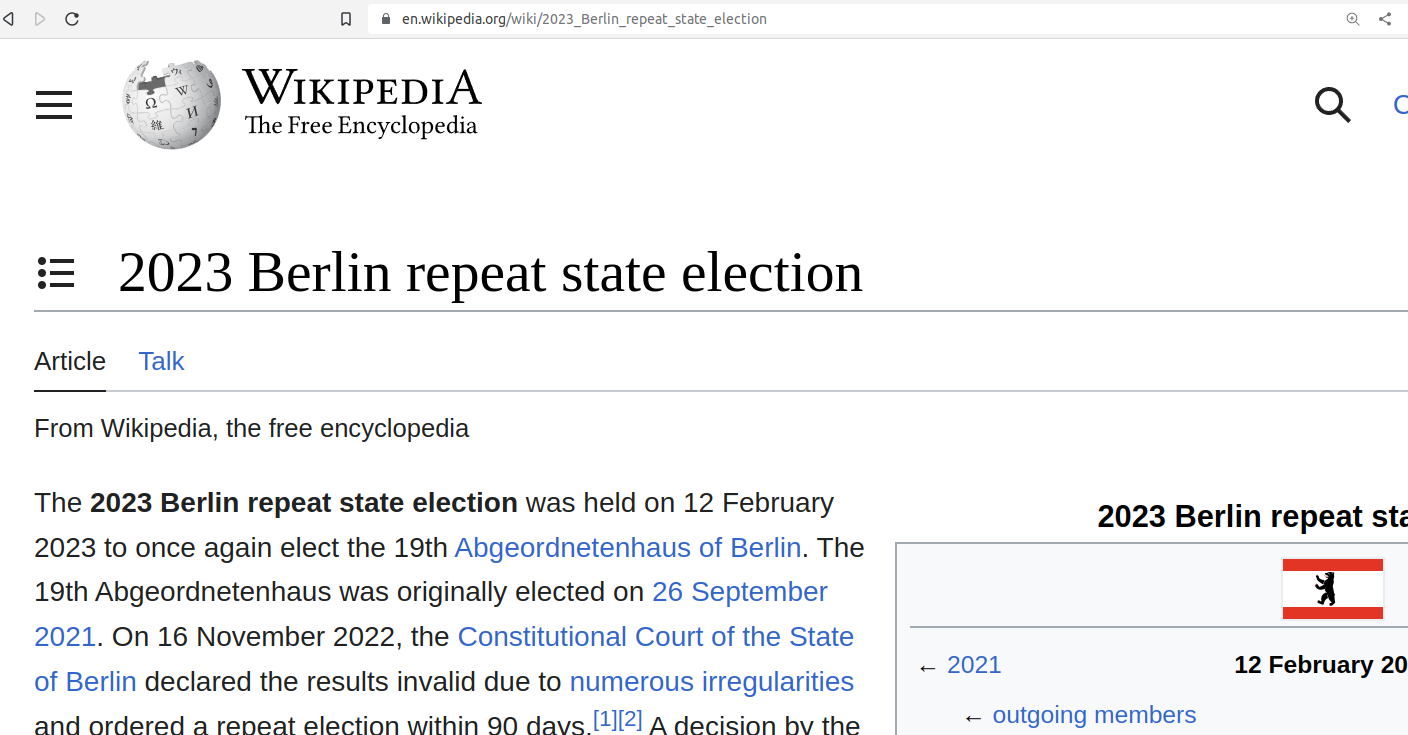 en.wikipedia.org/wiki/2023_Berlin_repeat_state_election
WIKIPEDIA
The Free Encyclopedia
2023 Berlin repeat state election
Article Talk
From Wikipedia, the free encyclopedia
The 2023 Berlin repeat state election was held on 12 February
2023 to once again elect the 19th Abgeordnetenhaus of Berlin. The
19th Abgeordnetenhaus was originally elected on 26 September
2021. On 16 November 2022, the Constitutional Court of the State
of Berlin declared the results invalid due to numerous irregularities
and ordered a repeat election within 90 days.[1][2] A decision by the
2023 Berlin repeat sta
← 2021 12 February 20
← outgoing members